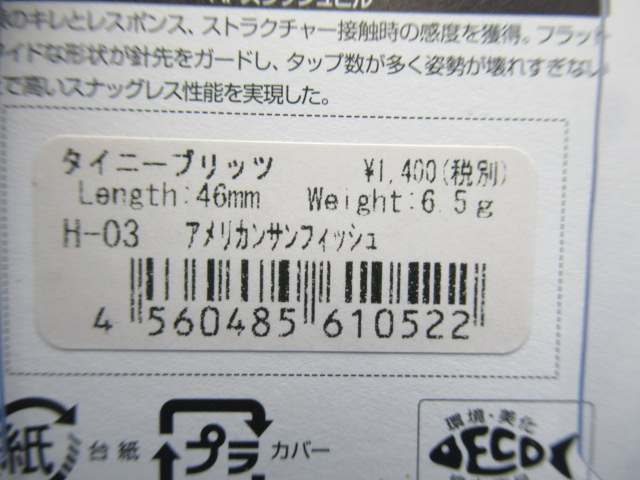 のキレとレスポンス、ストラクチャー接触時の感度を獲得。フラット
ワイドな形状が針先をガードし、タップ数が多く姿勢が壊れすぎない
で高いスナッグレス性能を実現した。
タイニーブリッツ ¥1,400(税別)
Length:46mm Weight:6.5g
H-03 アメリカンサンフィッシュ
4 560485 610522
紙 台紙 プラ カバー
環境・美化
DECO